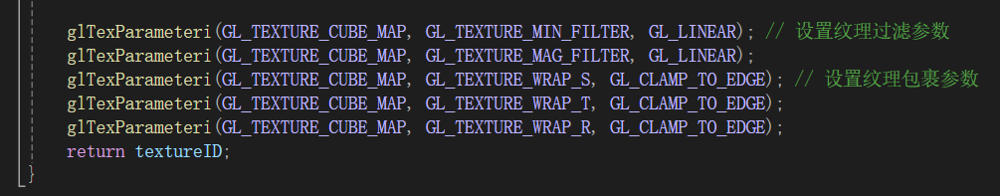 glTexParameteri(GL_TEXTURE_CUBE_MAP, GL_TEXTURE_MIN_FILTER, GL_LINEAR); // 设置纹理过滤参数
glTexParameteri(GL_TEXTURE_CUBE_MAP, GL_TEXTURE_MAG_FILTER, GL_LINEAR);
glTexParameteri(GL_TEXTURE_CUBE_MAP, GL_TEXTURE_WRAP_S, GL_CLAMP_TO_EDGE); // 设置纹理包裹参数
glTexParameteri(GL_TEXTURE_CUBE_MAP, GL_TEXTURE_WRAP_T, GL_CLAMP_TO_EDGE);
glTexParameteri(GL_TEXTURE_CUBE_MAP, GL_TEXTURE_WRAP_R, GL_CLAMP_TO_EDGE);
return textureID;
}